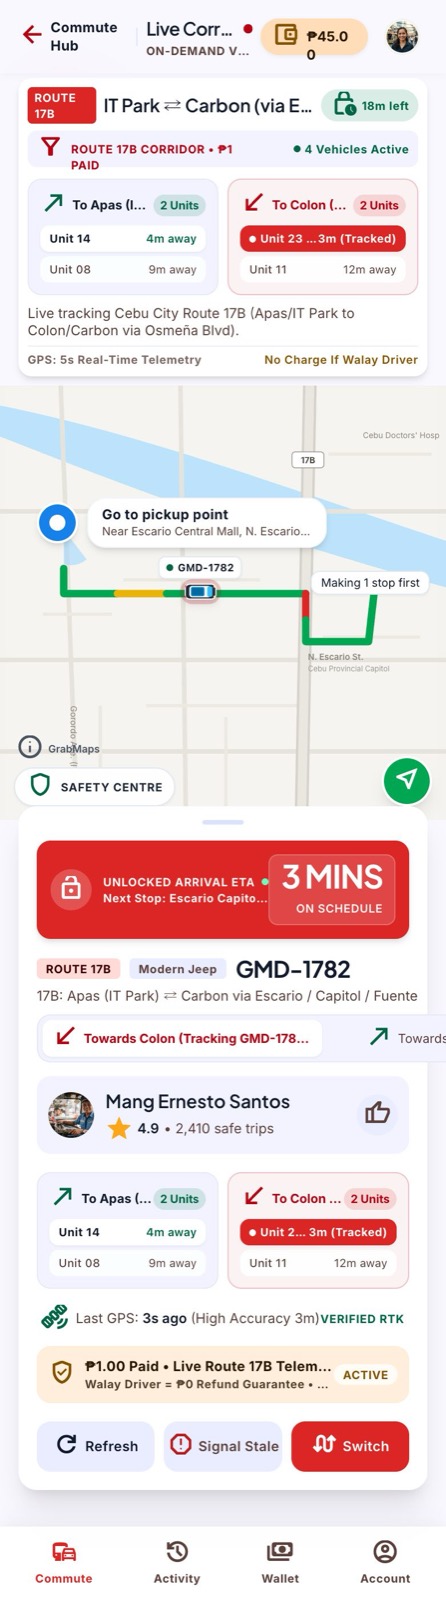 Commute Hub
Live Corr...
ON-DEMAND V...
₱45.0
0
ROUTE 17B
IT Park ⇄ Carbon (via E...
18m left
ROUTE 17B CORRIDOR • ₱1 PAID
4 Vehicles Active
To Apas (I...
2 Units
Unit 14
4m away
Unit 08
9m away
To Colon (...
2 Units
Unit 23 ... 3m (Tracked)
Unit 11
12m away
Live tracking Cebu City Route 17B (Apas/IT Park to
Colon/Carbon via Osmeña Blvd).
GPS: 5s Real-Time Telemetry
No Charge If Walay Driver
Cebu Doctors' Hosp
17B
Go to pickup point
Near Escario Central Mall, N. Escario...
GMD-1782
Making 1 stop first
N. Escario St.
Cebu Provincial Capitol
GrabMaps
SAFETY CENTRE
UNLOCKED ARRIVAL ETA
Next Stop: Escario Capito...
3 MINS
ON SCHEDULE
ROUTE 17B
Modern Jeep
GMD-1782
17B: Apas (IT Park) ⇄ Carbon via Escario / Capitol / Fuente
Towards Colon (Tracking GMD-178...
Towards
Mang Ernesto Santos
4.9 • 2,410 safe trips
To Apas (...
2 Units
Unit 14
4m away
Unit 08
9m away
To Colon ...
2 Units
Unit 2... 3m (Tracked)
Unit 11
12m away
Last GPS: 3s ago (High Accuracy 3m)
VERIFIED RTK
₱1.00 Paid • Live Route 17B Telem...
Walay Driver = ₱0 Refund Guarantee • ...
ACTIVE
Refresh
Signal Stale
Switch
Commute
Activity
Wallet
Account